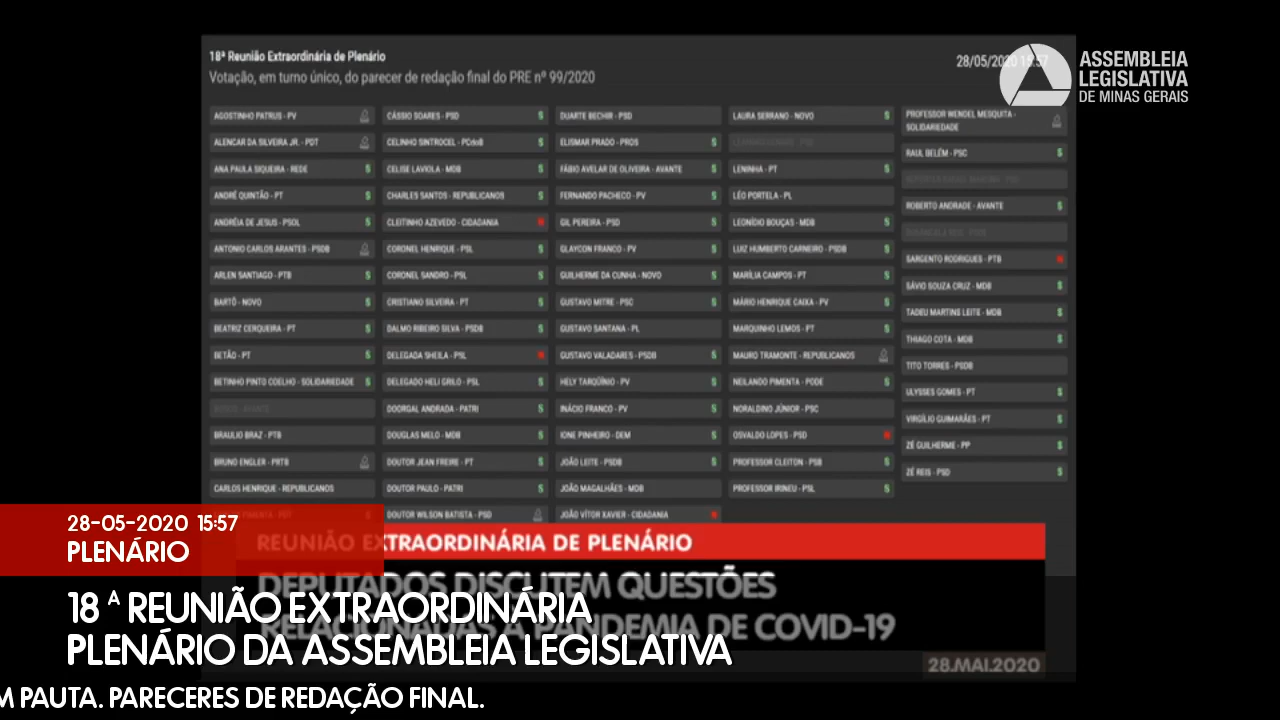 18ª Reunião Extraordinária de Plenário
Votação, em turno único, do parecer de redação final do PRE nº 99/2020
28/05/2020 15:57
ASSEMBLEIA
LEGISLATIVA
DE MINAS GERAIS
AGOSTINHO PATRUS - PV
ALENCAR DA SILVEIRA JR. - PDT
ANA PAULA SIQUEIRA - REDE S
ANDRÉ QUINTÃO - PT S
ANDRÉIA DE JESUS - PSOL S
ANTONIO CARLOS ARANTES - PSDB
ARLEN SANTIAGO - PTB S
BARTÔ - NOVO S
BEATRIZ CERQUEIRA - PT S
BETÃO - PT S
BETINHO PINTO COELHO - SOLIDARIEDADE S
BRAULIO BRAZ - PTB
BRUNO ENGLER - PRTB
CARLOS HENRIQUE - REPUBLICANOS
CÁSSIO SOARES - PSD S
CELINHO SINTROCEL - PCdoB S
CELISE LAVIOLA - MDB S
CHARLES SANTOS - REPUBLICANOS S
CLEITINHO AZEVEDO - CIDADANIA N
CORONEL HENRIQUE - PSL S
CORONEL SANDRO - PSL S
CRISTIANO SILVEIRA - PT S
DALMO RIBEIRO SILVA - PSDB S
DELEGADA SHEILA - PSL N
DELEGADO HELI GRILO - PSL S
DOORGAL ANDRADA - PATRI S
DOUGLAS MELO - MDB S
DOUTOR JEAN FREIRE - PT S
DOUTOR PAULO - PATRI S
DOUTOR WILSON BATISTA - PSD
DUARTE BECHIR - PSD
ELISMAR PRADO - PROS S
FÁBIO AVELAR DE OLIVEIRA - AVANTE S
FERNANDO PACHECO - PV S
GIL PEREIRA - PSD S
GLAYCON FRANCO - PV S
GUILHERME DA CUNHA - NOVO S
GUSTAVO MITRE - PSC S
GUSTAVO SANTANA - PL
GUSTAVO VALADARES - PSDB S
HELY TARQÜÍNIO - PV S
INÁCIO FRANCO - PV S
IONE PINHEIRO - DEM S
JOÃO LEITE - PSDB S
JOÃO MAGALHÃES - MDB
JOÃO VÍTOR XAVIER - CIDADANIA N
LAURA SERRANO - NOVO S
LENINHA - PT S
LÉO PORTELA - PL
LEONÍDIO BOUÇAS - MDB S
LUIZ HUMBERTO CARNEIRO - PSDB S
MARÍLIA CAMPOS - PT S
MÁRIO HENRIQUE CAIXA - PV S
MARQUINHO LEMOS - PT S
MAURO TRAMONTE - REPUBLICANOS
NEILANDO PIMENTA - PODE S
NORALDINO JÚNIOR - PSC
OSVALDO LOPES - PSD N
PROFESSOR CLEITON - PSB S
PROFESSOR IRINEU - PSL S
PROFESSOR WENDEL MESQUITA -
SOLIDARIEDADE
RAUL BELÉM - PSC S
ROBERTO ANDRADE - AVANTE S
SARGENTO RODRIGUES - PTB N
SÁVIO SOUZA CRUZ - MDB S
TADEU MARTINS LEITE - MDB S
THIAGO COTA - MDB S
TITO TORRES - PSDB
ULYSSES GOMES - PT S
VIRGÍLIO GUIMARÃES - PT S
ZÉ GUILHERME - PP S
ZÉ REIS - PSD S
REUNIÃO EXTRAORDINÁRIA DE PLENÁRIO
DEPUTADOS DISCUTEM QUESTÕES
RELACIONADAS À PANDEMIA DE COVID-19
28.MAI.2020
28-05-2020 15:57
PLENÁRIO
18 ª REUNIÃO EXTRAORDINÁRIA
PLENÁRIO DA ASSEMBLEIA LEGISLATIVA
M PAUTA. PARECERES DE REDAÇÃO FINAL.